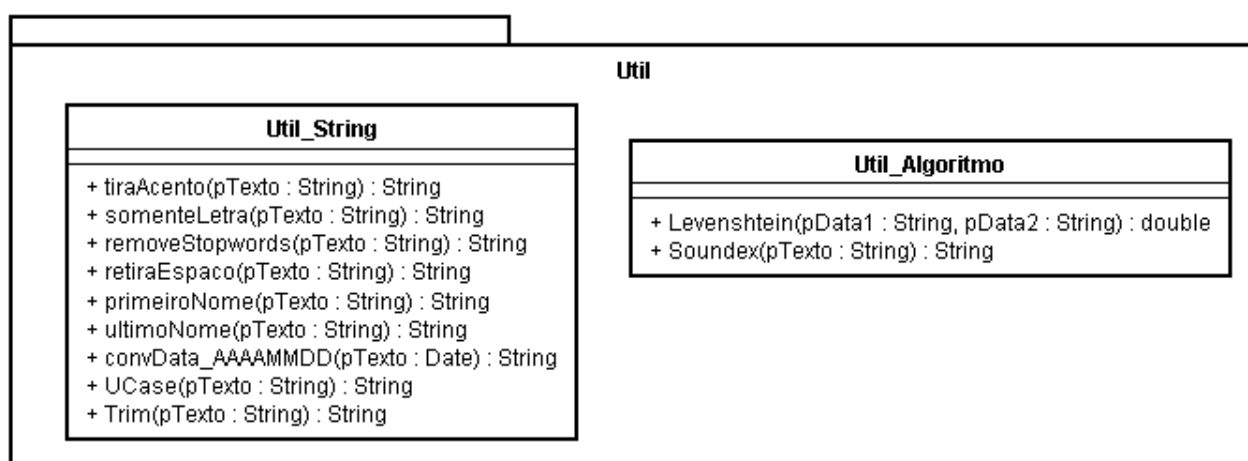 Util
Util_String
+ tiraAcento(pTexto : String) : String
+ somenteLetra(pTexto : String) : String
+ removeStopwords(pTexto : String) : String
+ retiraEspaco(pTexto : String) : String
+ primeiroNome(pTexto : String) : String
+ ultimoNome(pTexto : String) : String
+ convData_AAAAMMDD(pTexto : Date) : String
+ UCase(pTexto : String) : String
+ Trim(pTexto : String) : String
Util_Algoritmo
+ Levenshtein(pData1 : String, pData2 : String) : double
+ Soundex(pTexto : String) : String